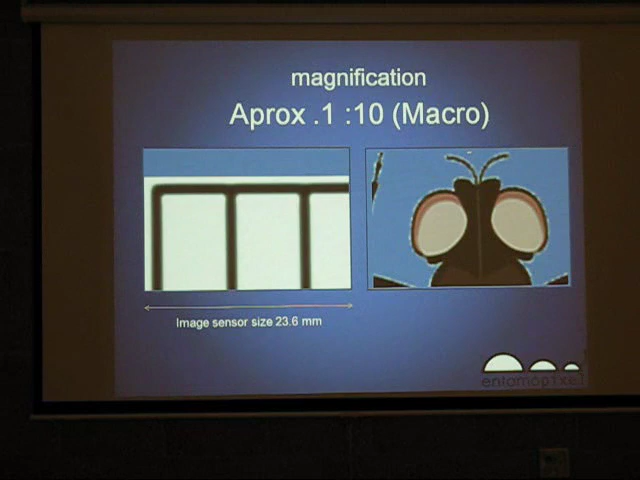 magnification
Aprox .1 :10 (Macro)
Image sensor size 23.6 mm
entomopixel